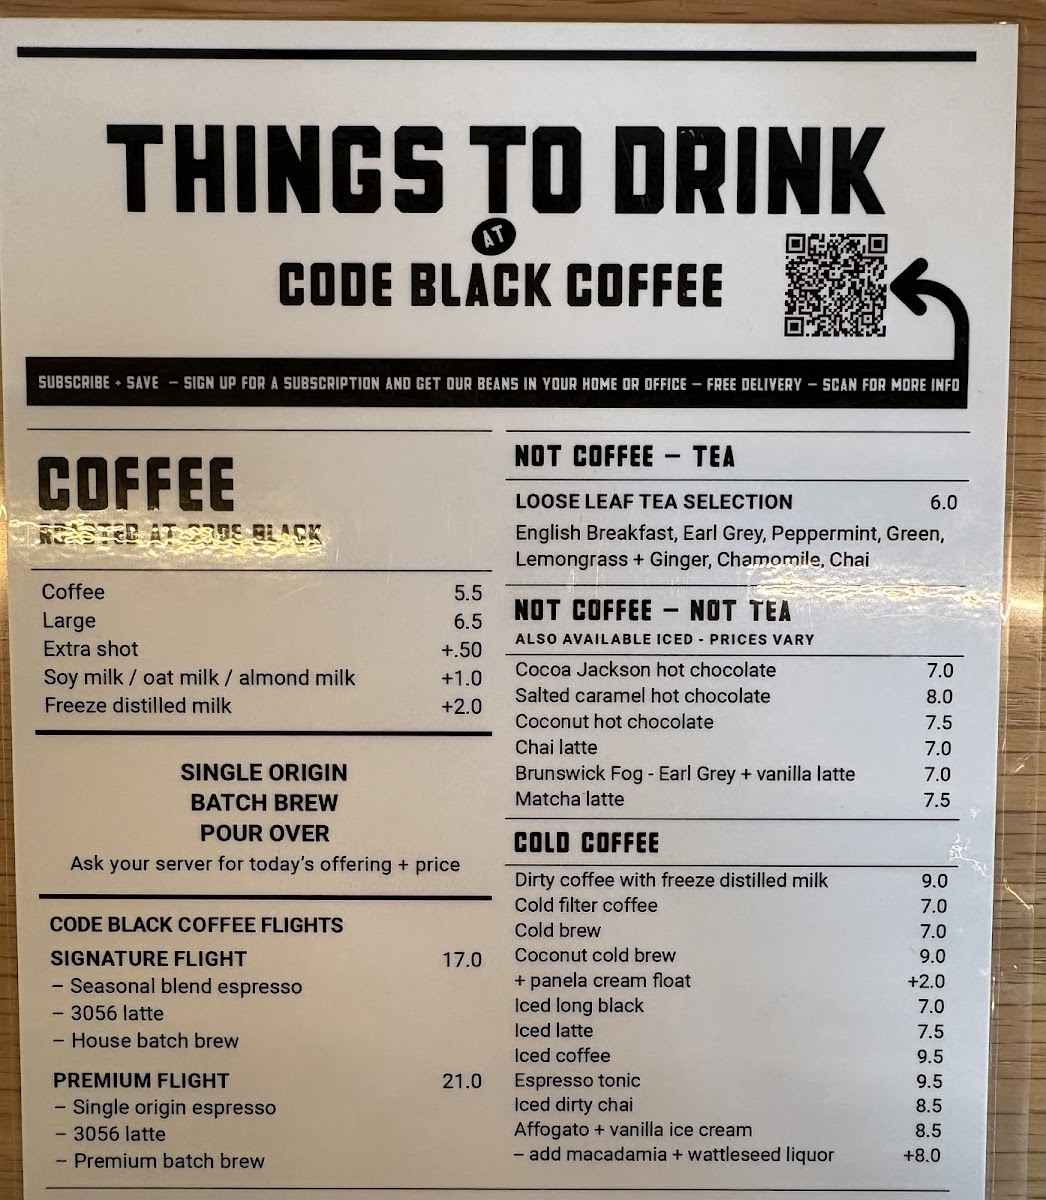 THINGS TO DRINK
AT
CODE BLACK COFFEE
SUBSCRIBE + SAVE – SIGN UP FOR A SUBSCRIPTION AND GET OUR BEANS IN YOUR HOME OR OFFICE – FREE DELIVERY – SCAN FOR MORE INFO
COFFEE
ROASTED AT CODE BLACK
Coffee 5.5
Large 6.5
Extra shot +.50
Soy milk / oat milk / almond milk +1.0
Freeze distilled milk +2.0
SINGLE ORIGIN
BATCH BREW
POUR OVER
Ask your server for today's offering + price
CODE BLACK COFFEE FLIGHTS
SIGNATURE FLIGHT 17.0
– Seasonal blend espresso
– 3056 latte
– House batch brew
PREMIUM FLIGHT 21.0
– Single origin espresso
– 3056 latte
– Premium batch brew
NOT COFFEE – TEA
LOOSE LEAF TEA SELECTION 6.0
English Breakfast, Earl Grey, Peppermint, Green,
Lemongrass + Ginger, Chamomile, Chai
NOT COFFEE – NOT TEA
ALSO AVAILABLE ICED - PRICES VARY
Cocoa Jackson hot chocolate 7.0
Salted caramel hot chocolate 8.0
Coconut hot chocolate 7.5
Chai latte 7.0
Brunswick Fog - Earl Grey + vanilla latte 7.0
Matcha latte 7.5
COLD COFFEE
Dirty coffee with freeze distilled milk 9.0
Cold filter coffee 7.0
Cold brew 7.0
Coconut cold brew 9.0
+ panela cream float +2.0
Iced long black 7.0
Iced latte 7.5
Iced coffee 9.5
Espresso tonic 9.5
Iced dirty chai 8.5
Affogato + vanilla ice cream 8.5
– add macadamia + wattleseed liquor +8.0